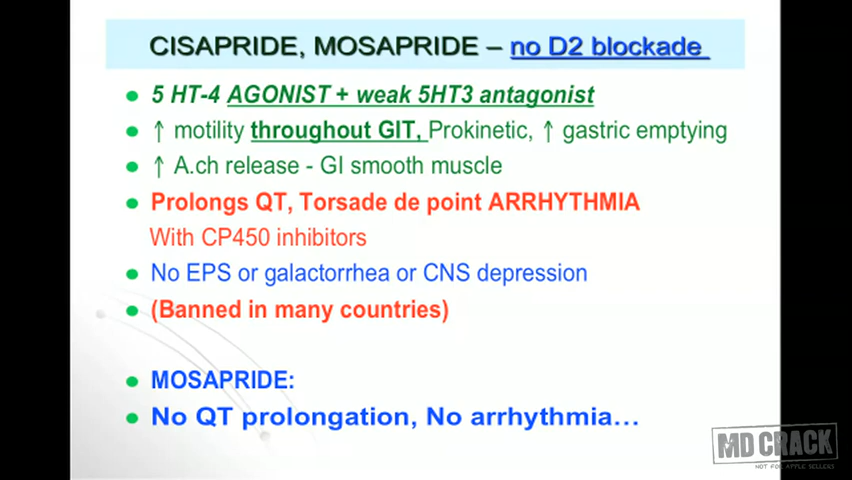 CISAPRIDE, MOSAPRIDE – no D2 blockade
5 HT-4 AGONIST + weak 5HT3 antagonist
↑ motility throughout GIT, Prokinetic, ↑ gastric emptying
↑ A.ch release - GI smooth muscle
Prolongs QT, Torsade de point ARRHYTHMIA
With CP450 inhibitors
No EPS or galactorrhea or CNS depression
(Banned in many countries)
MOSAPRIDE:
No QT prolongation, No arrhythmia...
MD CRACK
NOT FOR APPLE SELLERS